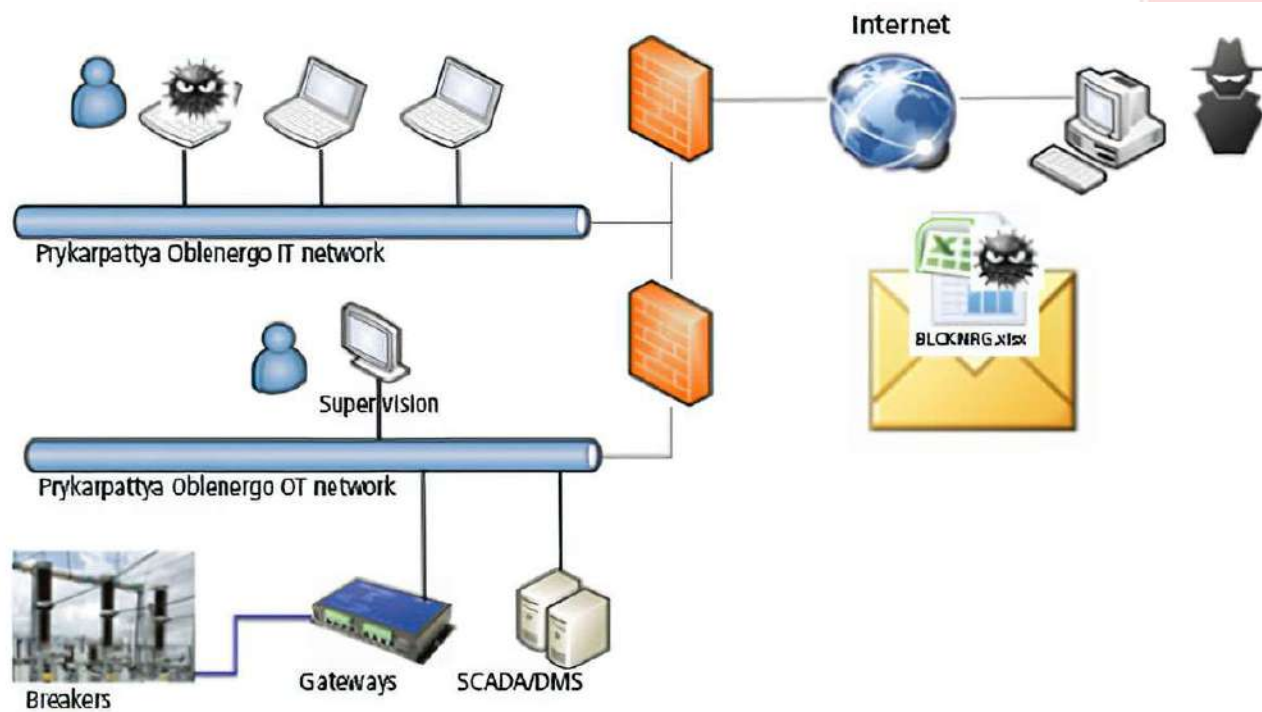 Internet
Prykarpattya Oblenergo IT network
BLCKNRG.xlsx
Supervision
Prykarpattya Oblenergo OT network
Gateways
SCADA/DMS
Breakers